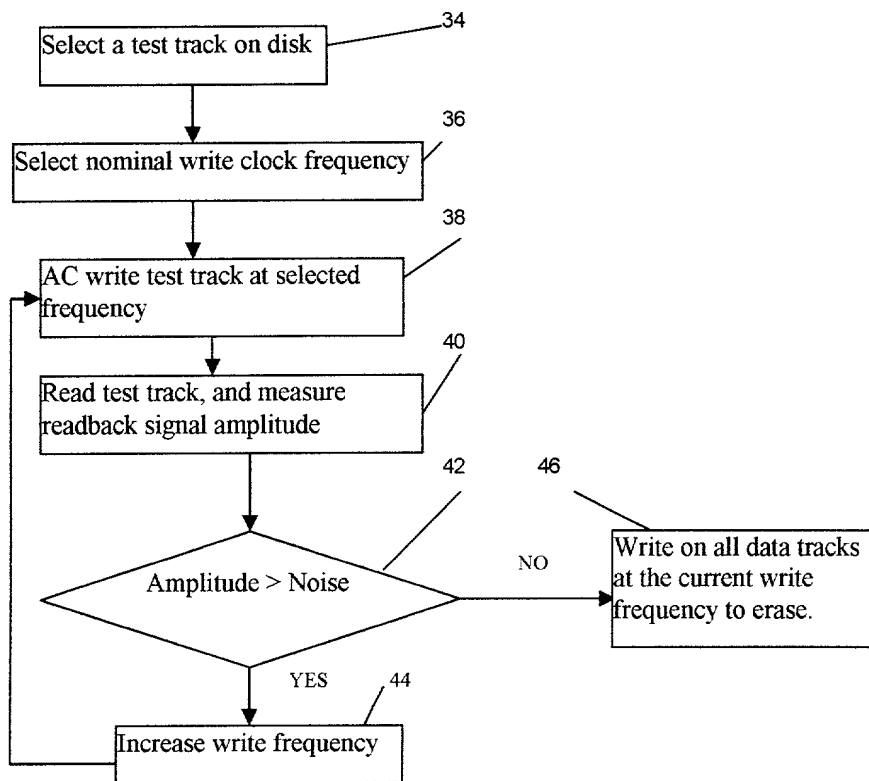 34
Select a test track on disk
36
Select nominal write clock frequency
38
AC write test track at selected
frequency
40
Read test track, and measure
readback signal amplitude
42
46
Amplitude > Noise
NO
Write on all data tracks
at the current write
frequency to erase.
YES
44
Increase write frequency